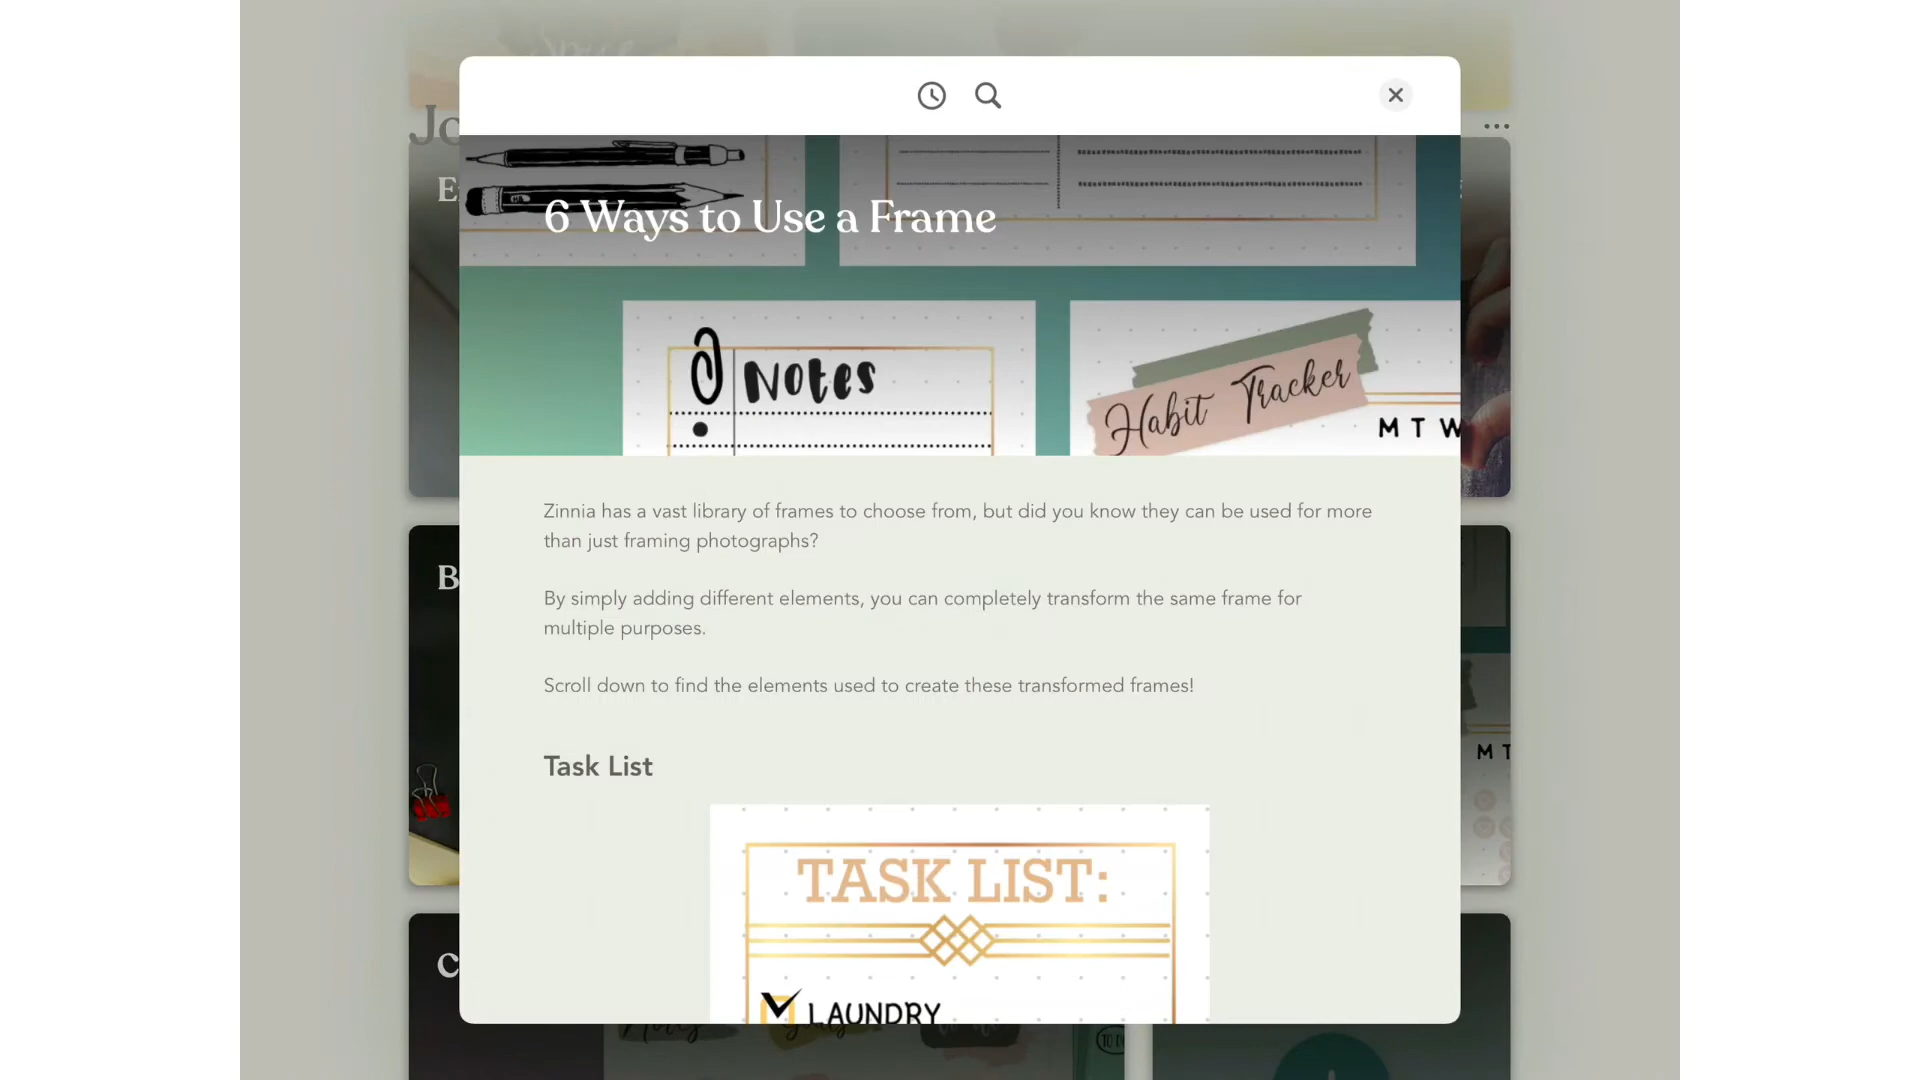 Space
Jo
E
6 Ways to Use a Frame
Notes
Habit Tracker
M T W
Zinnia has a vast library of frames to choose from, but did you know they can be used for more
than just framing photographs?
B
By simply adding different elements, you can completely transform the same frame for
multiple purposes.
Scroll down to find the elements used to create these transformed frames!
M T
Task List
TASK LIST:
C
LAUNDRY
Notes